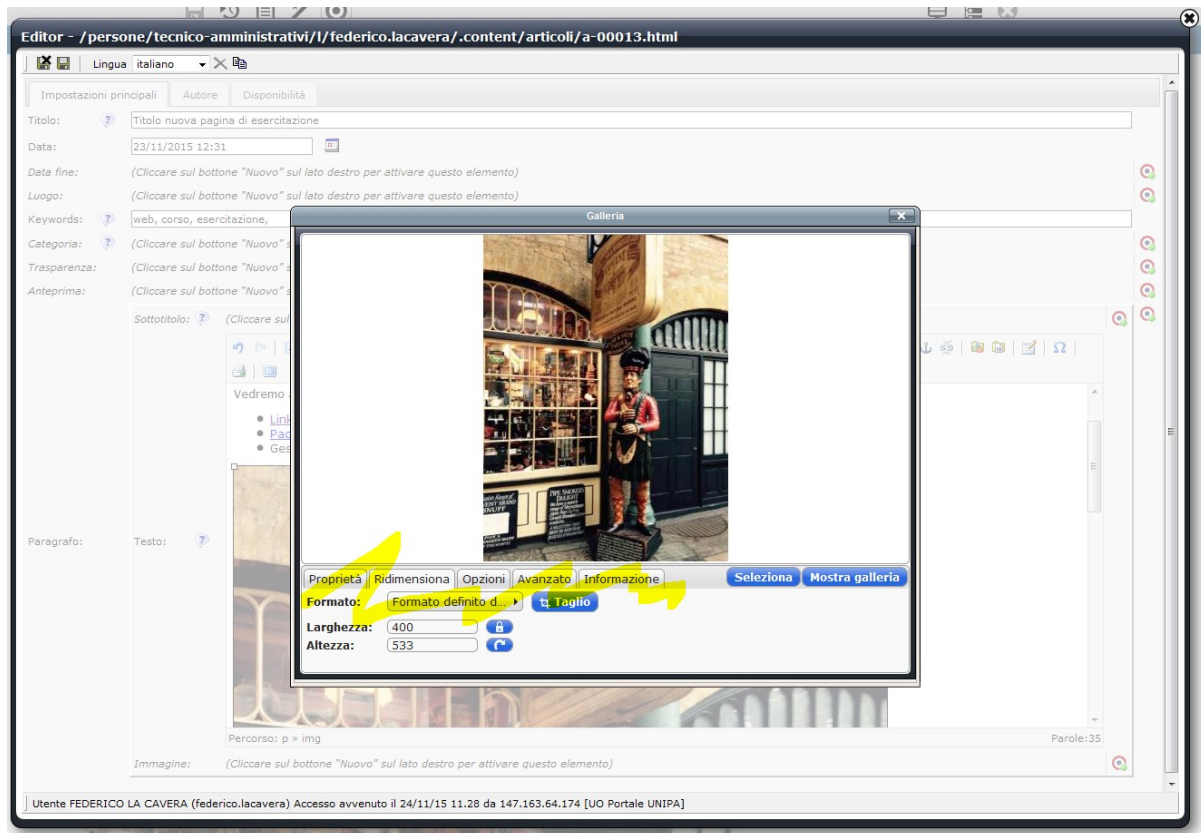 Editor - /persone/tecnico-amministrativi/l/federico.lacavera/.content/articoli/a-00013.html
Lingua italiano
Impostazioni principali Autore Disponibilità
Titolo: Titolo nuova pagina di esercitazione
Data: 23/11/2015 12:31
Data fine: (Cliccare sul bottone "Nuovo" sul lato destro per attivare questo elemento)
Luogo: (Cliccare sul bottone "Nuovo" sul lato destro per attivare questo elemento)
Keywords: web, corso, esercitazione,
Galleria
Categoria: (Cliccare sul bottone "Nuovo" s
Trasparenza: (Cliccare sul bottone "Nuovo" s
Anteprima: (Cliccare sul bottone "Nuovo" s
Sottotitolo: (Cliccare sul
Vedremo
Link
Pac
Ges
PIPE SMOKERS
DELIGHT
Paragrafo: Testo:
Proprietà Ridimensiona Opzioni Avanzato Informazione Seleziona Mostra galleria
Formato: Formato definito d... Taglio
Larghezza: 400
Altezza: 533
Percorso: p » img Parole:35
Immagine: (Cliccare sul bottone "Nuovo" sul lato destro per attivare questo elemento)
Utente FEDERICO LA CAVERA (federico.lacavera) Accesso avvenuto il 24/11/15 11.28 da 147.163.64.174 [UO Portale UNIPA]